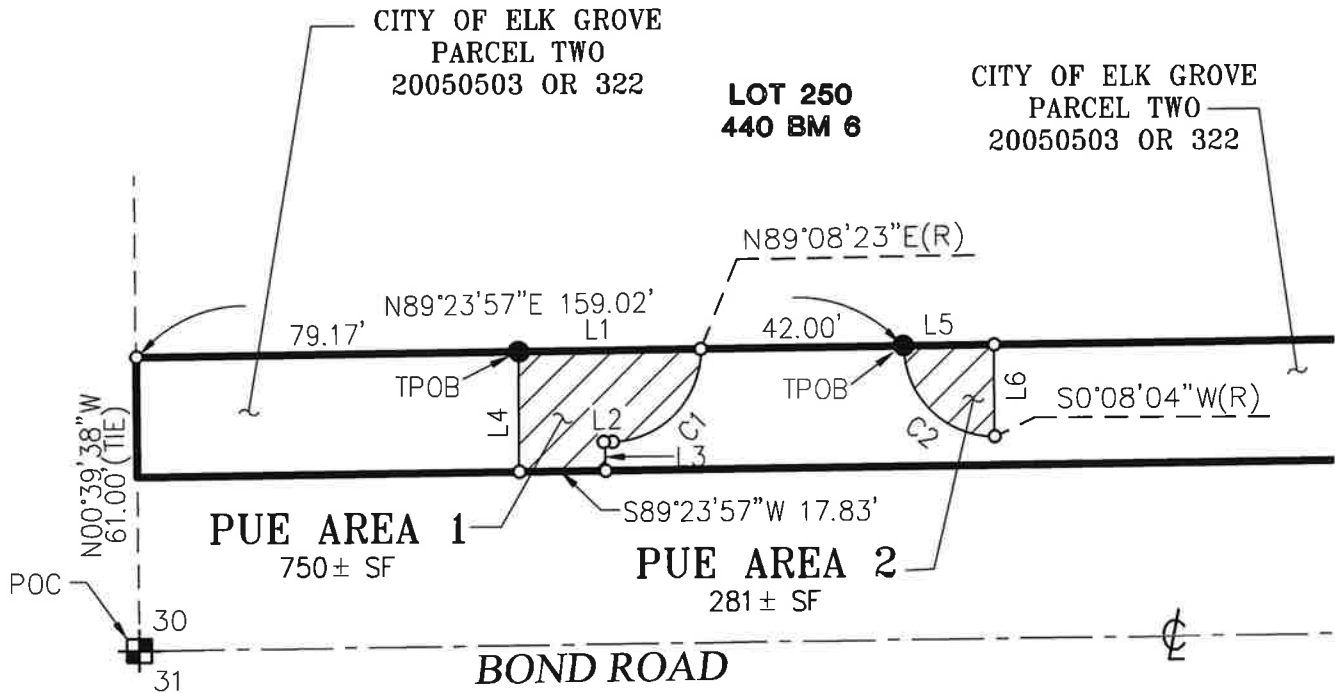 CITY OF ELK GROVE
PARCEL TWO
20050503 OR 322
LOT 250
440 BM 6
CITY OF ELK GROVE
PARCEL TWO
20050503 OR 322
N89°08'23"E(R)
N89°23'57"E 159.02'
79.17'
L1
42.00'
L5
TPOB
TPOB
L4
L2
C1
L3
C2
L6
S0°08'04"W(R)
N00°39'38"W
61.00'(TIE)
S89°23'57"W 17.83'
PUE AREA 1
750± SF
PUE AREA 2
281± SF
POC
30
31
BOND ROAD
℄